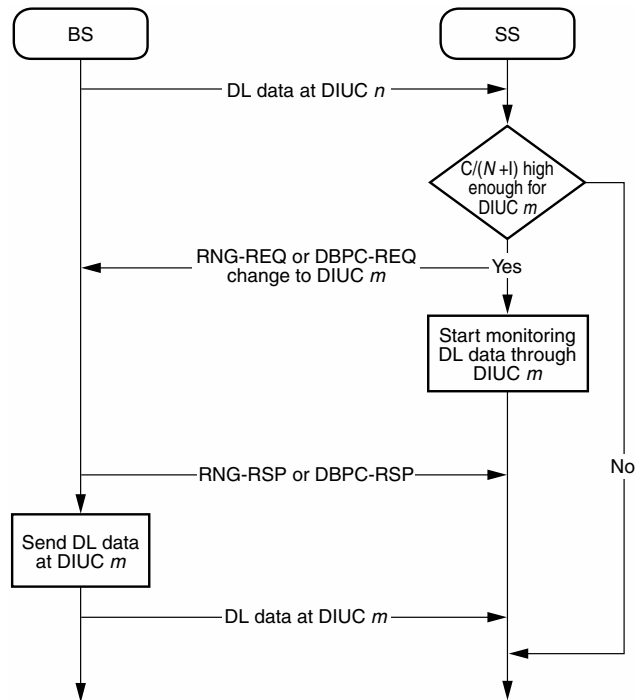 BS
SS
DL data at DIUC n
C/(N +I) high
enough for
DIUC m
RNG-REQ or DBPC-REQ
change to DIUC m
Yes
Start monitoring
DL data through
DIUC m
No
RNG-RSP or DBPC-RSP
Send DL data
at DIUC m
DL data at DIUC m